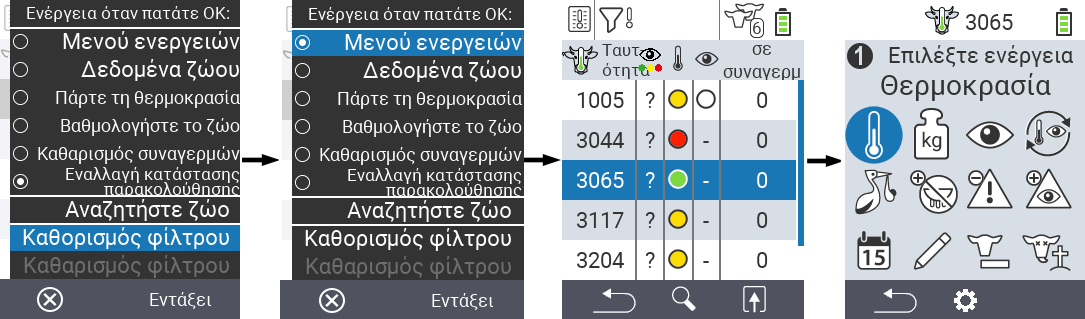 Ενέργεια όταν πατάτε OK:
Μενού ενεργειών
Δεδομένα ζώου
Πάρτε τη θερμοκρασία
Βαθμολογήστε το ζώο
Καθαρισμός συναγερμών
Εναλλαγή κατάστασης
παρακολούθησης
Αναζητήστε ζώο
Καθορισμός φίλτρου
Καθαρισμός φίλτρου
Εντάξει
Ενέργεια όταν πατάτε OK:
Μενού ενεργειών
Δεδομένα ζώου
Πάρτε τη θερμοκρασία
Βαθμολογήστε το ζώο
Καθαρισμός συναγερμών
Εναλλαγή κατάστασης
παρακολούθησης
Αναζητήστε ζώο
Καθορισμός φίλτρου
Καθαρισμός φίλτρου
Εντάξει
6
Ταυτ
ότητα
σε
συναγερμ
1005 ? 0
3044 ? - 0
3065 ? - 0
3117 ? - 0
3204 ? - 0
3065
1 Επιλέξτε ενέργεια
Θερμοκρασία
kg
15